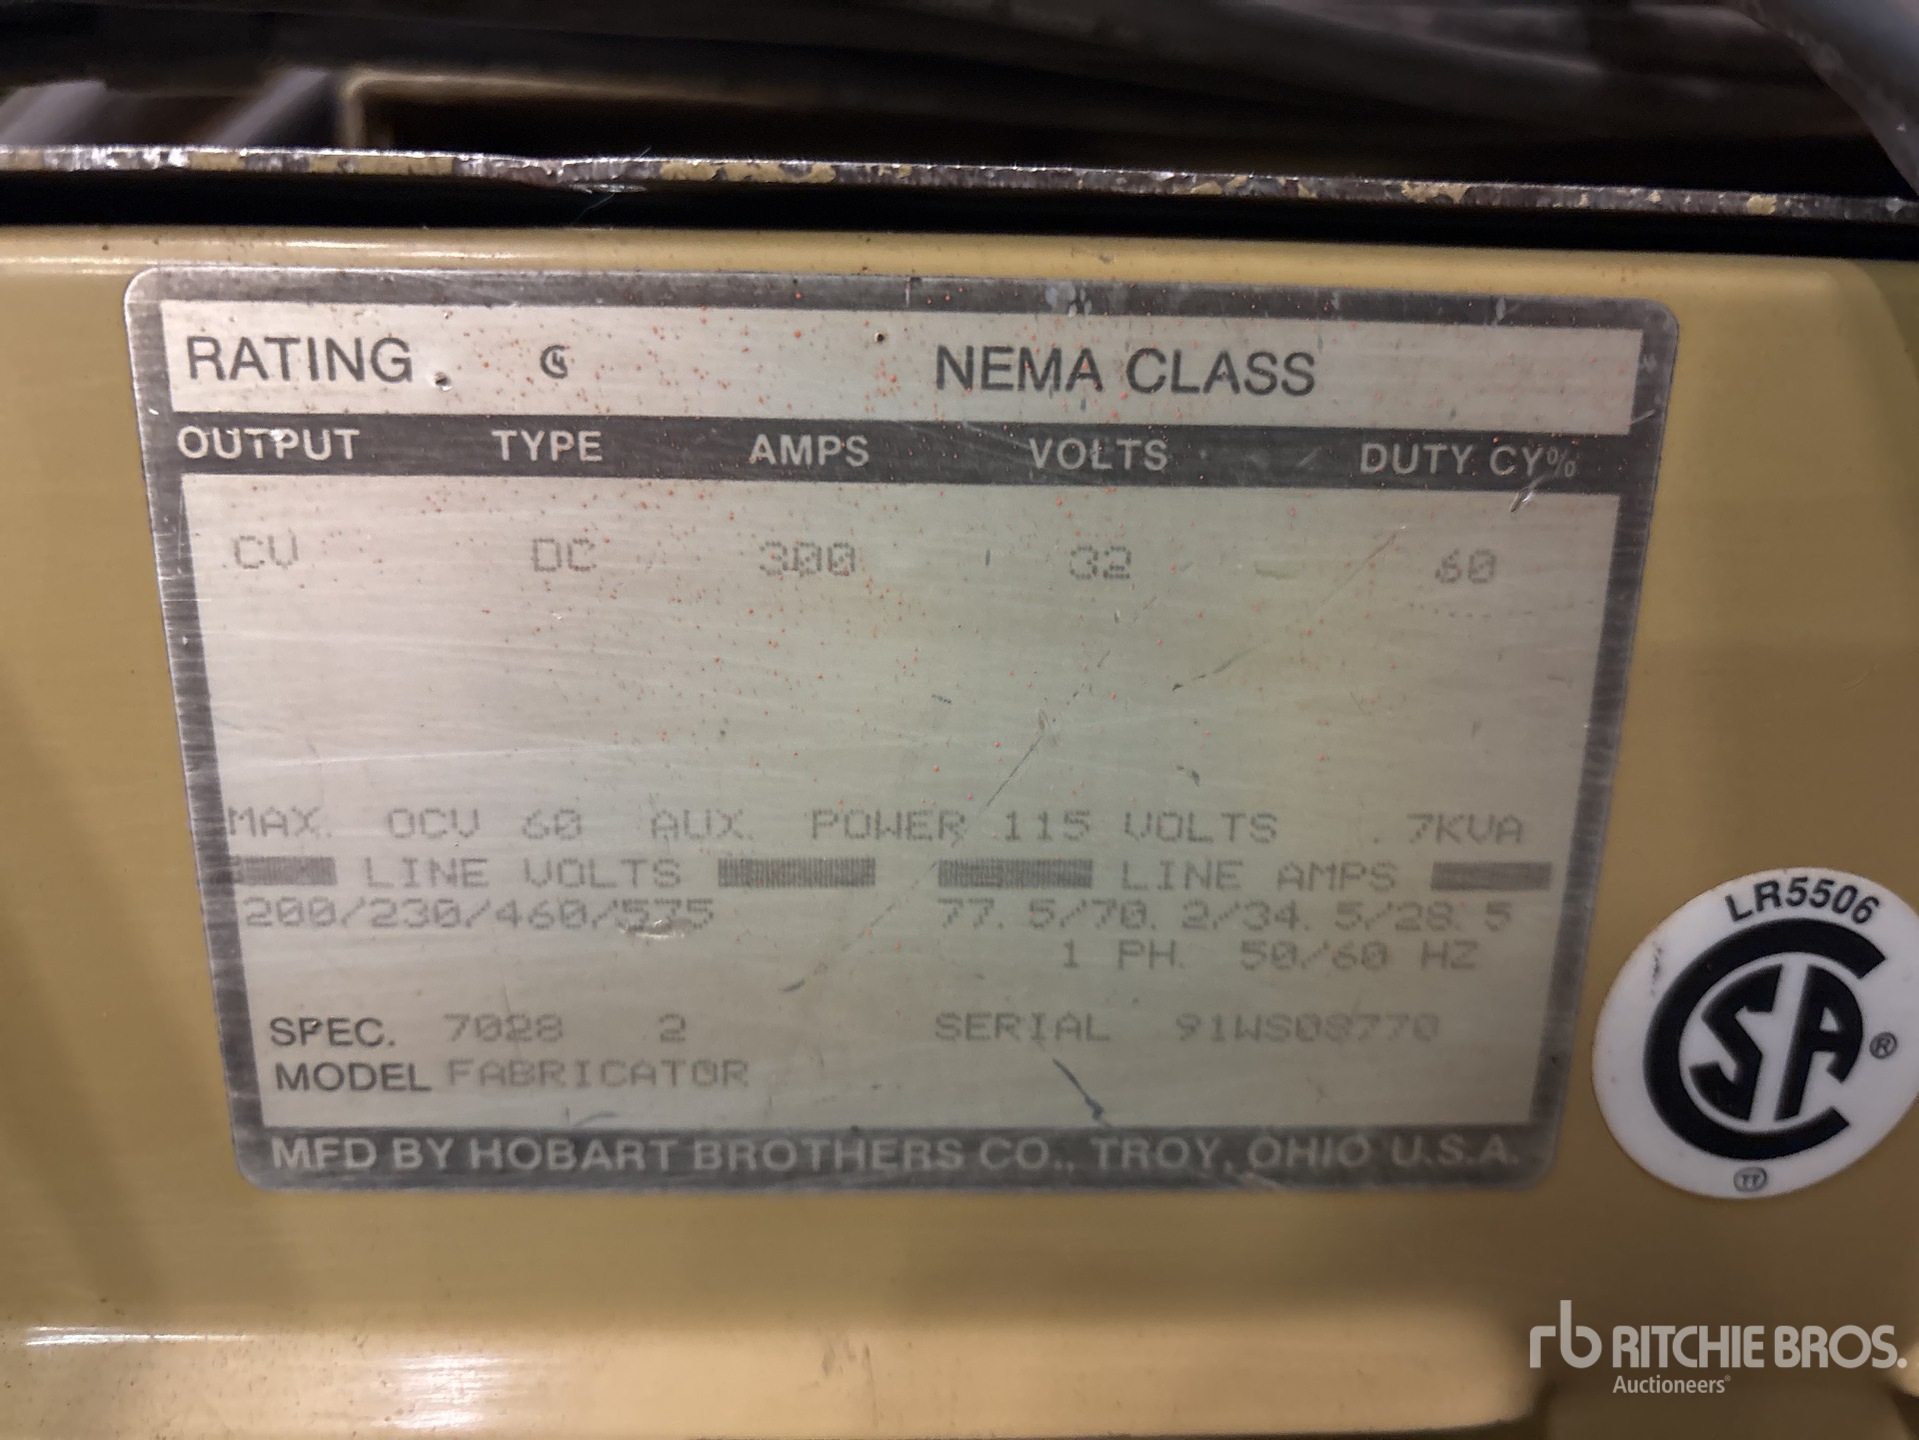 RATING NEMA CLASS
OUTPUT TYPE AMPS VOLTS DUTY CY%
CV DC 300 32 60
MAX. OCV 60 AUX. POWER 115 VOLTS .7KVA
LINE VOLTS LINE AMPS
200/230/460/575 77.5/70.2/34.5/28.5
1 PH. 50/60 HZ
SPEC. 7028 2 SERIAL 91WS08770
MODEL FABRICATOR
MFD BY HOBART BROTHERS CO., TROY, OHIO U.S.A.
LR5506
CSA ®
rb RITCHIE BROS.
Auctioneers®